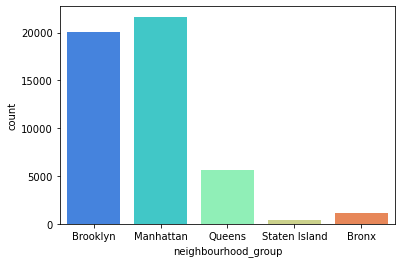 20000
15000
10000
5000
0
count
Brooklyn Manhattan Queens Staten Island Bronx
neighbourhood_group